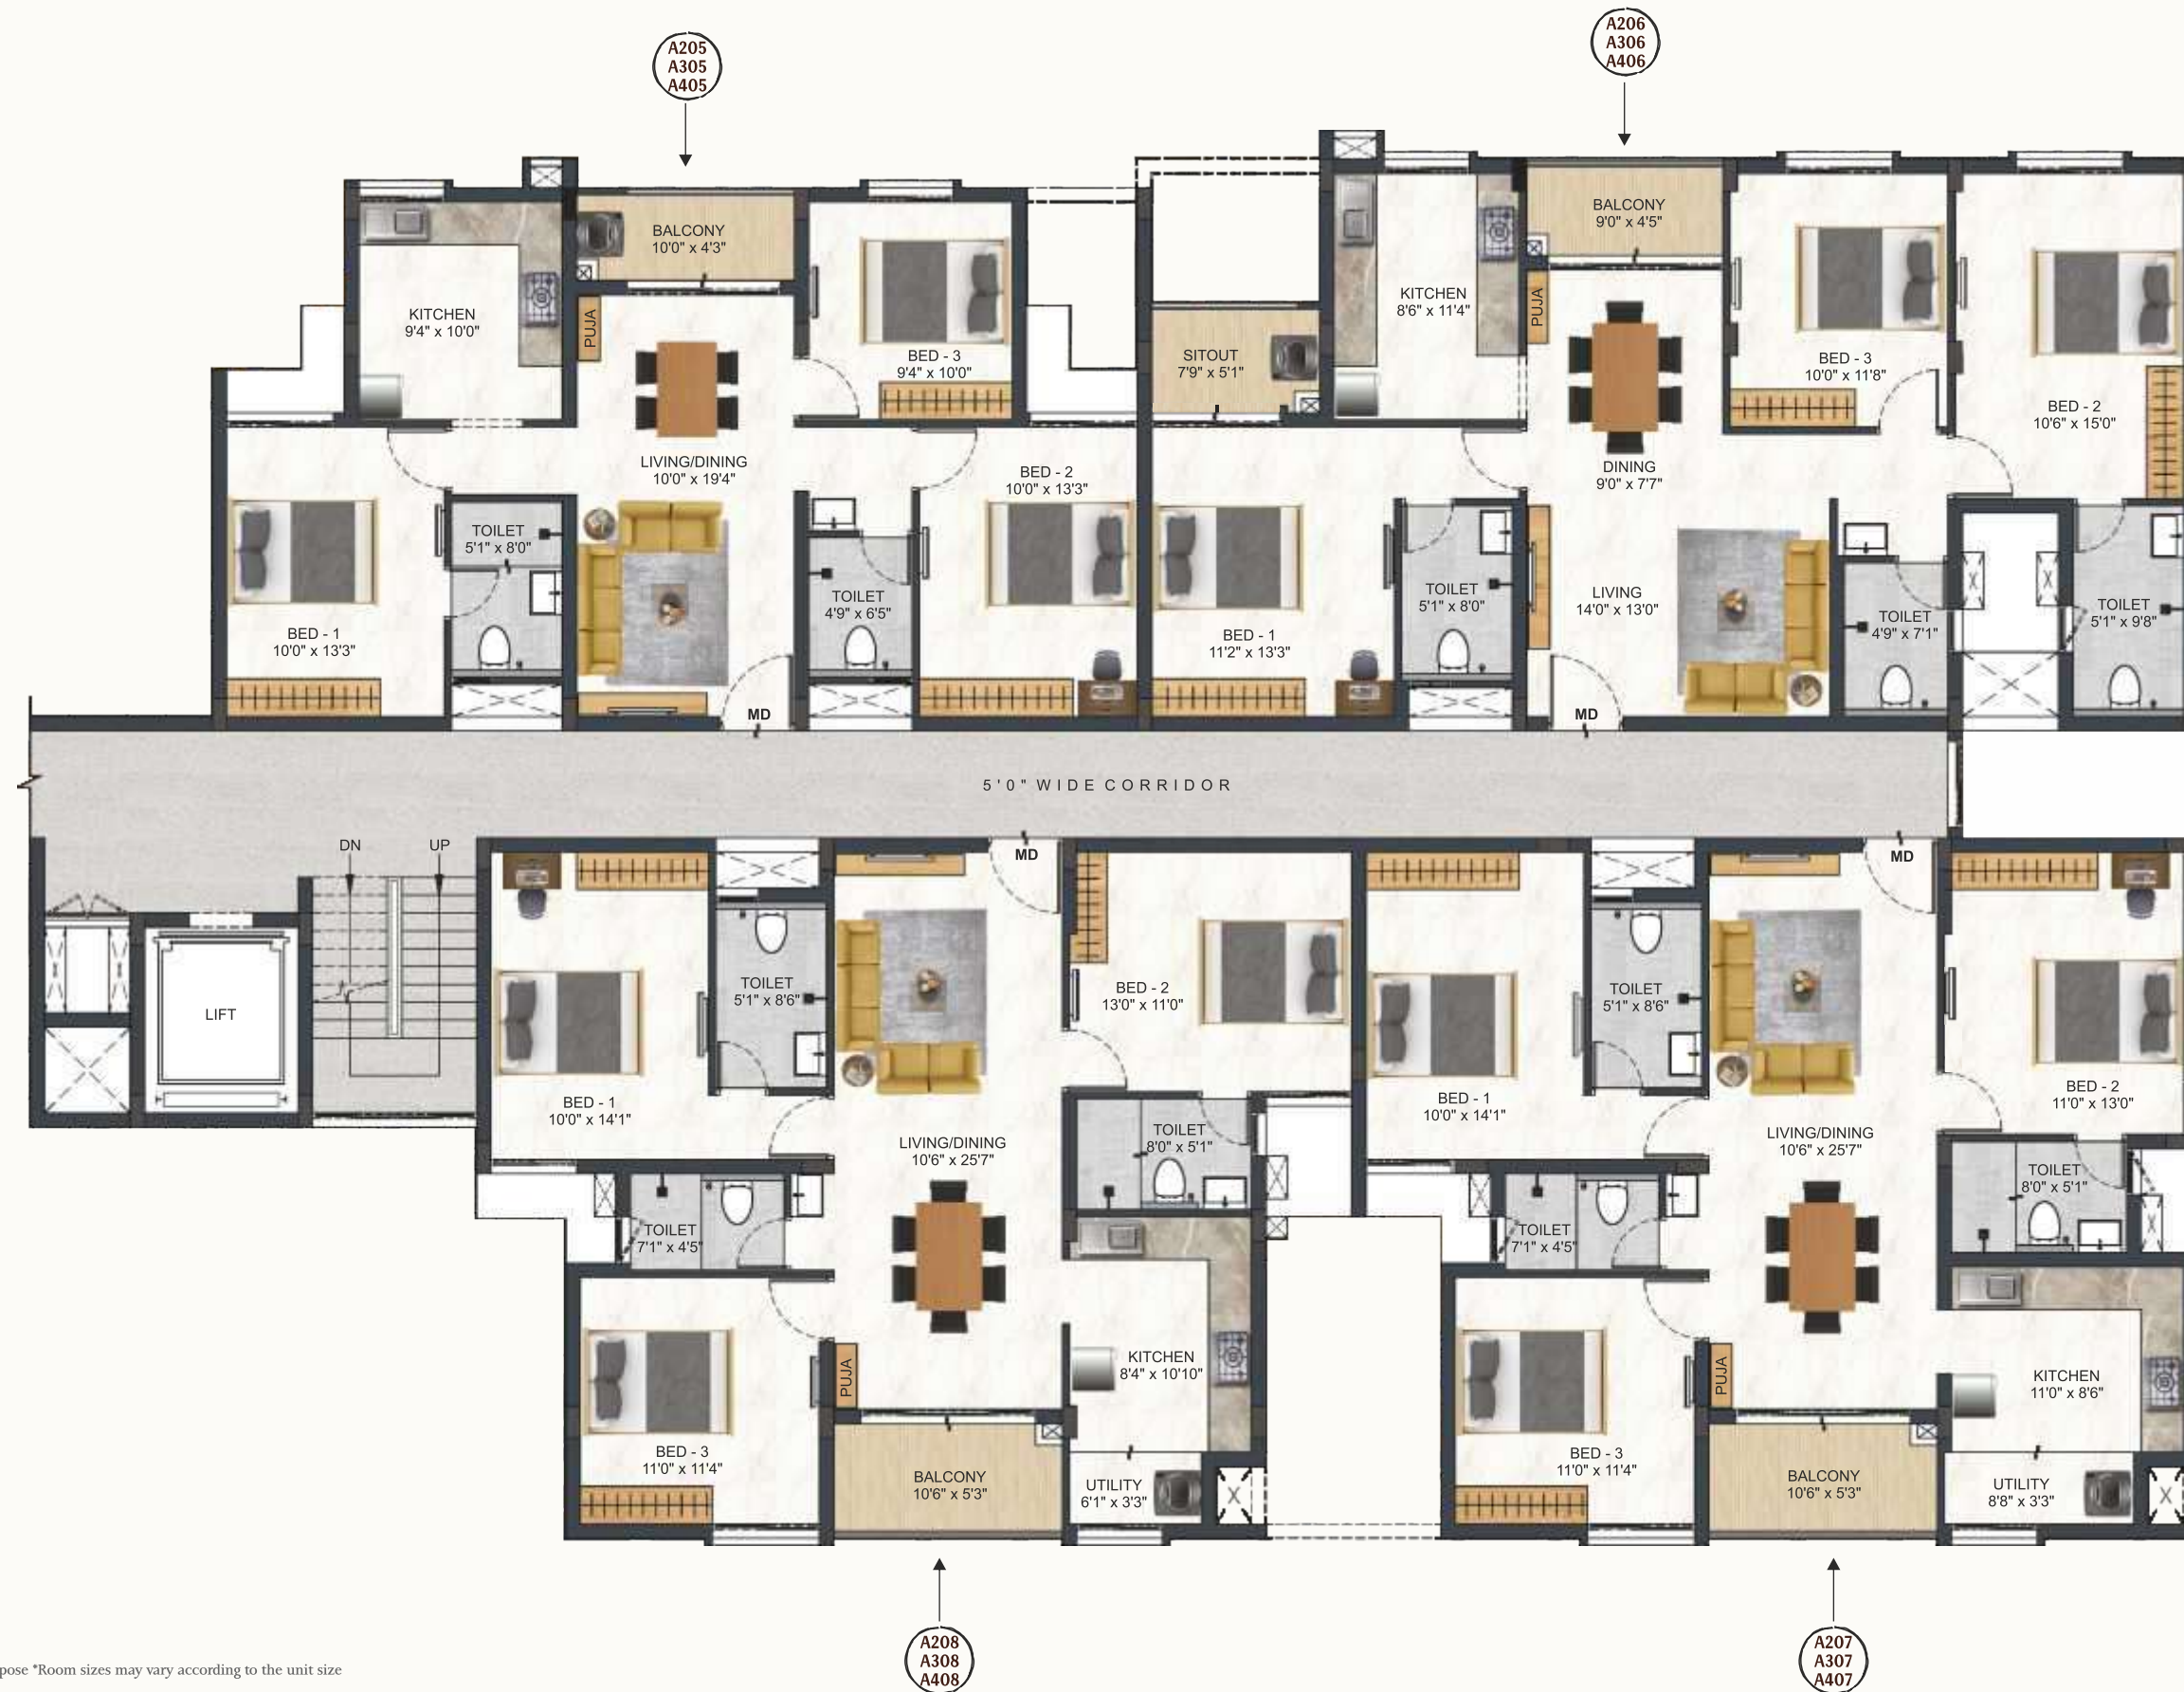 A205
A305
A405
A206
A306
A406
BALCONY
10'0" x 4'3"
KITCHEN
9'4" x 10'0"
PUJA
BED - 3
9'4" x 10'0"
LIVING/DINING
10'0" x 19'4"
BED - 2
10'0" x 13'3"
TOILET
5'1" x 8'0"
TOILET
4'9" x 6'5"
BED - 1
10'0" x 13'3"
MD
BALCONY
9'0" x 4'5"
KITCHEN
8'6" x 11'4"
PUJA
SITOUT
7'9" x 5'1"
BED - 3
10'0" x 11'8"
BED - 2
10'6" x 15'0"
DINING
9'0" x 7'7"
TOILET
5'1" x 8'0"
LIVING
14'0" x 13'0"
TOILET
4'9" x 7'1"
TOILET
5'1" x 9'8"
BED - 1
11'2" x 13'3"
MD
5'0" WIDE CORRIDOR
DN
UP
LIFT
MD
TOILET
5'1" x 8'6"
BED - 2
13'0" x 11'0"
BED - 1
10'0" x 14'1"
LIVING/DINING
10'6" x 25'7"
TOILET
8'0" x 5'1"
TOILET
7'1" x 4'5"
PUJA
KITCHEN
8'4" x 10'10"
BED - 3
11'0" x 11'4"
BALCONY
10'6" x 5'3"
UTILITY
6'1" x 3'3"
MD
TOILET
5'1" x 8'6"
BED - 1
10'0" x 14'1"
BED - 2
11'0" x 13'0"
LIVING/DINING
10'6" x 25'7"
TOILET
8'0" x 5'1"
TOILET
7'1" x 4'5"
PUJA
KITCHEN
11'0" x 8'6"
BED - 3
11'0" x 11'4"
BALCONY
10'6" x 5'3"
UTILITY
8'8" x 3'3"
A208
A308
A408
A207
A307
A407
pose *Room sizes may vary according to the unit size